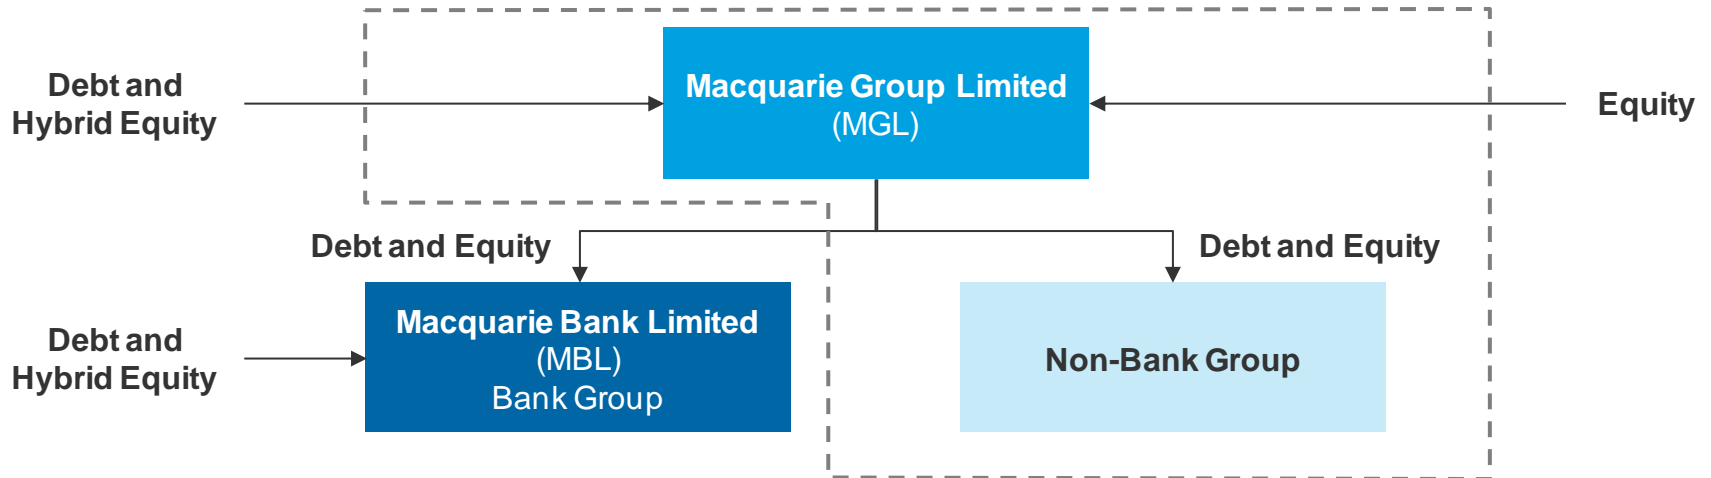 Debt and
Hybrid Equity
Macquarie Group Limited
(MGL)
Equity
Debt and Equity
Debt and Equity
Debt and
Hybrid Equity
Macquarie Bank Limited
(MBL)
Bank Group
Non-Bank Group